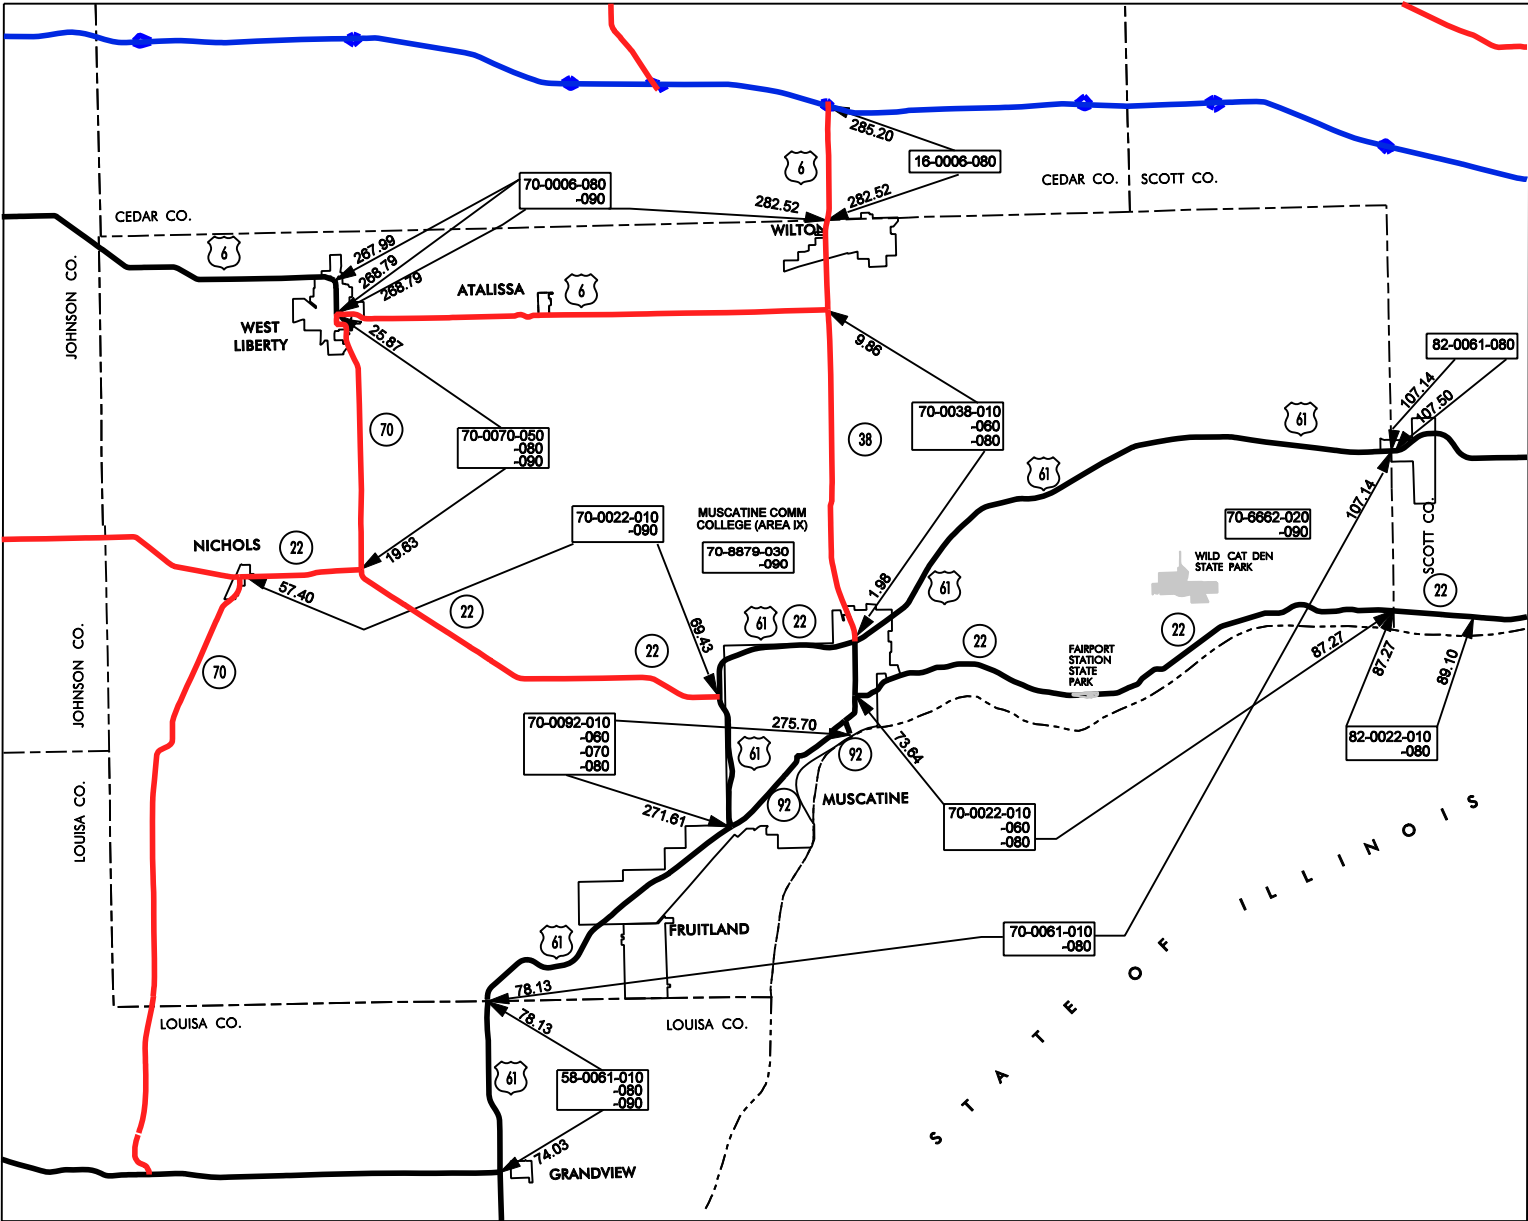 285.20
16-0006-080
6
70-0006-080
-090
CEDAR CO.
SCOTT CO.
282.52
282.52
CEDAR CO.
WILTON
6
267.99
268.79
268.79
ATALISSA
6
JOHNSON CO.
WEST
LIBERTY
25.87
9.86
82-0061-080
107.14
107.50
70-0038-010
-060
-080
61
70
38
70-0070-050
-080
-090
61
107.14
MUSCATINE COMM
COLLEGE (AREA IX)
70-0022-010
-090
70-6662-020
-090
SCOTT CO.
NICHOLS
22
19.63
70-8879-030
-090
WILD CAT DEN
STATE PARK
57.40
1.98
61
22
22
69.43
61
22
22
22
22
87.27
87.27
89.10
JOHNSON CO.
70
FAIRPORT
STATION
STATE
PARK
70-0092-010
-060
-070
-080
275.70
61
92
73.64
82-0022-010
-080
LOUISA CO.
271.61
92
MUSCATINE
70-0022-010
-060
-080
STATE OF ILLINOIS
61
FRUITLAND
70-0061-010
-080
78.13
78.13
LOUISA CO.
LOUISA CO.
61
58-0061-010
-080
-090
74.03
GRANDVIEW